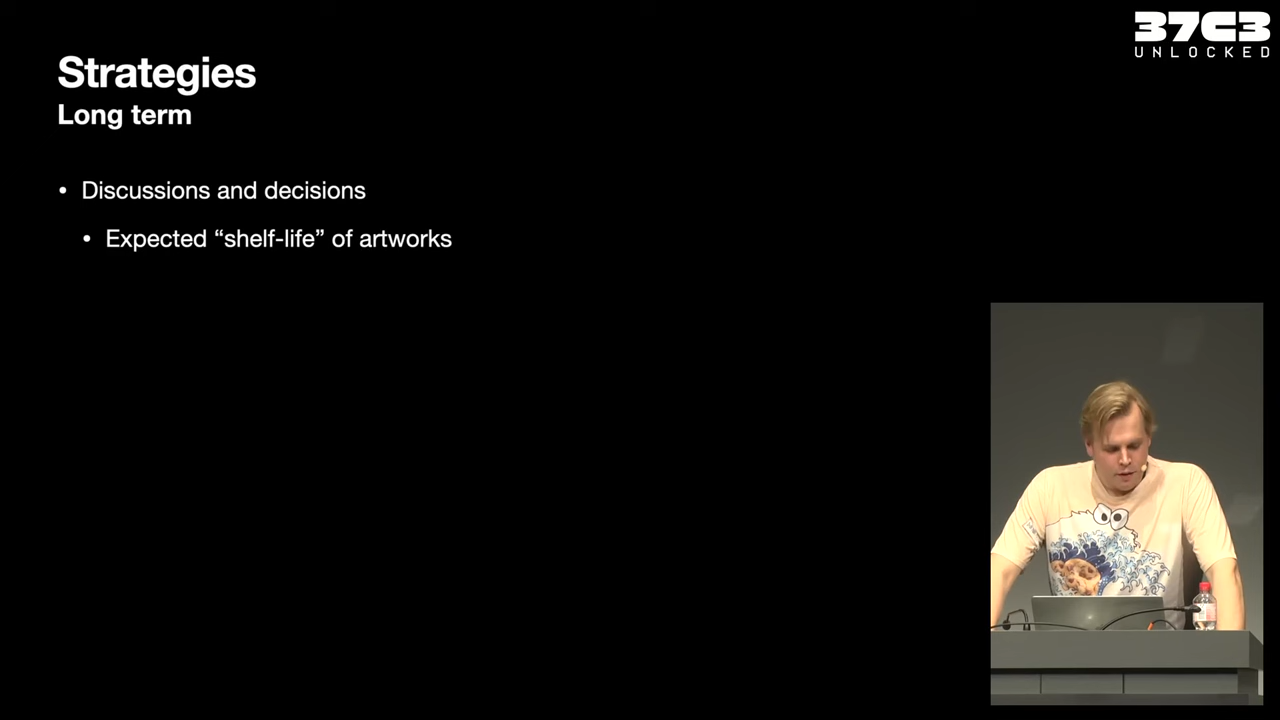 37C3
UNLOCKED
Strategies
Long term
• Discussions and decisions
• Expected “shelf-life” of artworks